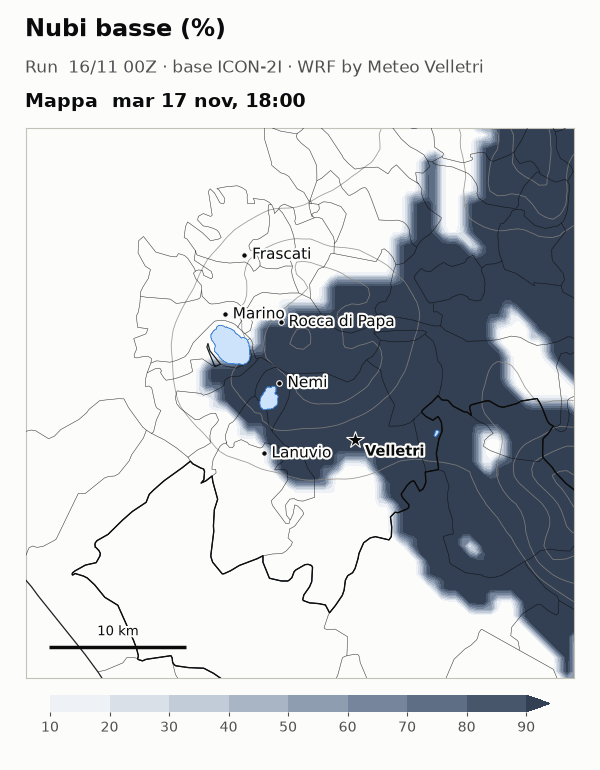 Nubi basse (%)
Run  16/11 00Z · base ICON-2I · WRF by Meteo Velletri
Mappa  mar 17 nov, 18:00
Frascati
Marino
Rocca di Papa
Nemi
Velletri
Lanuvio
10 km
10 20 30 40 50 60 70 80 90